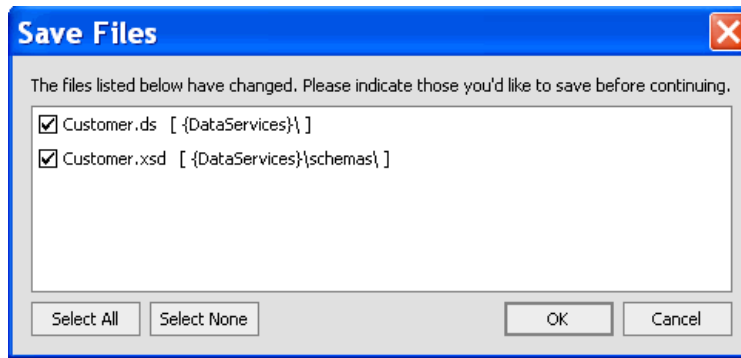 Save Files
The files listed below have changed. Please indicate those you'd like to save before continuing.
Customer.ds [ {DataServices}\ ]
Customer.xsd [ {DataServices}\schemas\ ]
Select All Select None OK Cancel